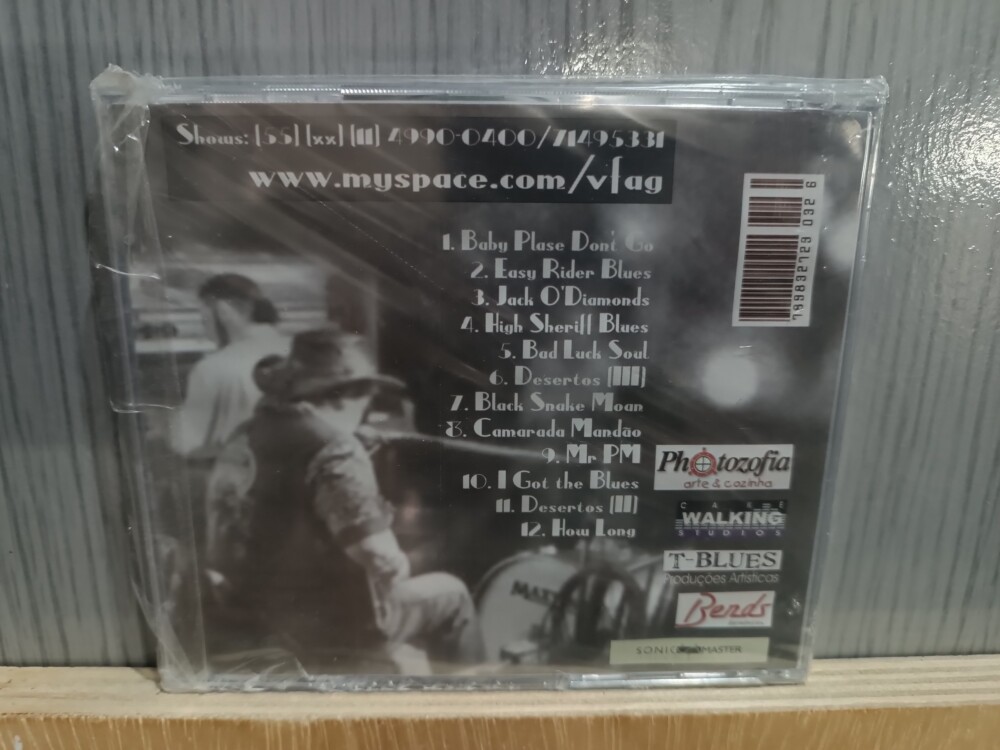 Shows: [55] [xx] [11] 4990-0400/71495331
www.myspace.com/vfag
1. Baby Plase Don't Go
2. Easy Rider Blues
3. Jack O'Diamonds
4. High Sheriff Blues
5. Bad Luck Soul
6. Desertos [III]
7. Black Snake Moan
8. Camarada Mandão
9. Mr PM
10. I Got the Blues
11. Desertos [II]
12. How Long
Photozofia
arte & cozinha
WALKING
STUDIOS
T-BLUES
Produções Artísticas
Bends
MASTER